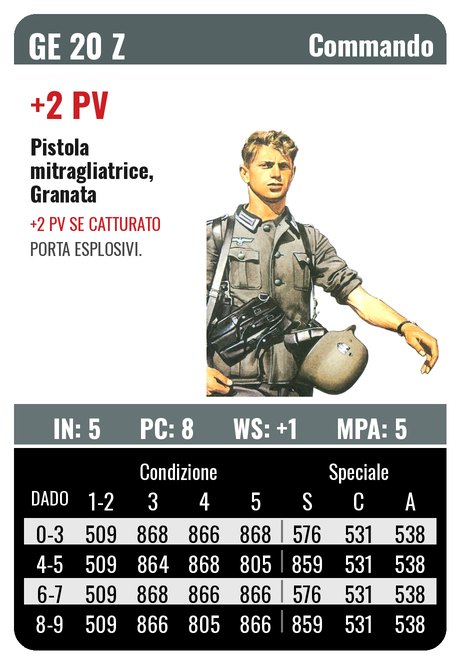 GE 20 Z
Commando
+2 PV
Pistola
mitragliatrice,
Granata
+2 PV SE CATTURATO
PORTA ESPLOSIVI.
IN: 5 PC: 8 WS: +1 MPA: 5
Condizione Speciale
DADO 1-2 3 4 5 S C A
0-3 509 868 866 868 576 531 538
4-5 509 864 868 805 859 531 538
6-7 509 868 866 866 576 531 538
8-9 509 866 805 866 859 531 538